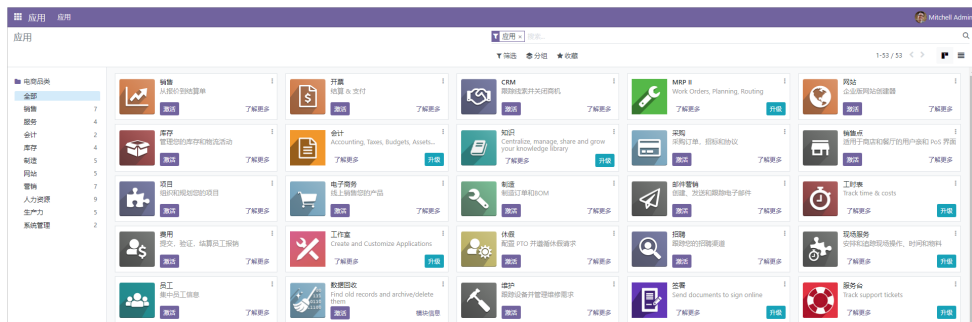 应用 应用 Mitchell Admin
应用
应用 × 搜索...
筛选 分组 收藏 1-53 / 53
电商品类
全部
销售 7
服务 4
会计 2
库存 4
制造 5
网站 5
营销 7
人力资源 9
生产力 5
系统管理 2
销售
从报价到结算单
激活 了解更多
开票
结算 & 支付
激活 了解更多
CRM
跟踪线索并关闭商机
激活 了解更多
MRP II
Work Orders, Planning, Routing
了解更多 升级
网站
企业版网站创建器
激活 了解更多
库存
管理您的库存和物流活动
激活 了解更多
会计
Accounting, Taxes, Budgets, Assets...
了解更多 升级
知识
Centralize, manage, share and grow
your knowledge library
了解更多 升级
采购
采购订单、招标和协议
激活 了解更多
销售点
适用于商店和餐厅的用户接和 PoS 界面
激活 了解更多
项目
组织和规划您的项目
激活 了解更多
电子商务
线上销售您的产品
激活 了解更多
制造
制造订单和BOM
激活 了解更多
邮件营销
创建、发送和跟踪电子邮件
激活 了解更多
工时表
Track time & costs
了解更多 升级
费用
提交、验证、结算员工报销
激活 了解更多
工作室
Create and Customize Applications
了解更多 升级
休假
配置 PTO 并遵循休假请求
激活 了解更多
招聘
跟踪您的招聘渠道
激活 了解更多
现场服务
安排和追踪现场操作、时间和物料
了解更多 升级
员工
集中员工信息
激活 了解更多
数据回收
Find old records and archive/delete
them
激活 模块信息
维护
跟踪设备并管理维修需求
激活 了解更多
签署
Send documents to sign online
了解更多 升级
服务台
Track support tickets
了解更多 升级